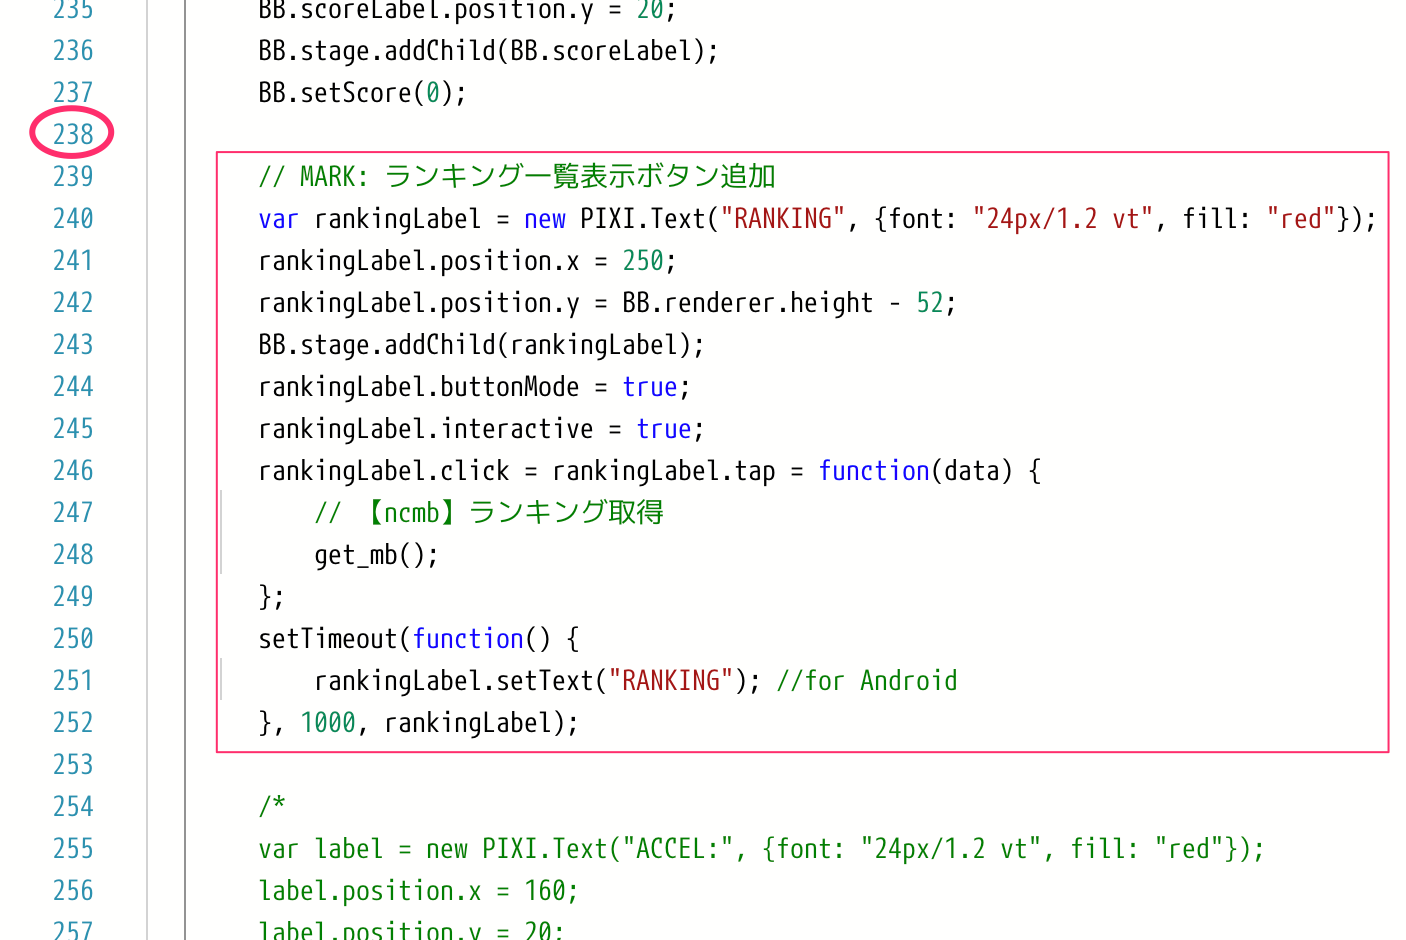 235 BB.scoreLabel.position.y = 20;
236 BB.stage.addChild(BB.scoreLabel);
237 BB.setScore(0);
238
239 // MARK: ランキング一覧表示ボタン追加
240 var rankingLabel = new PIXI.Text("RANKING", {font: "24px/1.2 vt", fill: "red"});
241 rankingLabel.position.x = 250;
242 rankingLabel.position.y = BB.renderer.height - 52;
243 BB.stage.addChild(rankingLabel);
244 rankingLabel.buttonMode = true;
245 rankingLabel.interactive = true;
246 rankingLabel.click = rankingLabel.tap = function(data) {
247 // 【ncmb】ランキング取得
248 get_mb();
249 };
250 setTimeout(function() {
251 rankingLabel.setText("RANKING"); //for Android
252 }, 1000, rankingLabel);
253
254 /*
255 var label = new PIXI.Text("ACCEL:", {font: "24px/1.2 vt", fill: "red"});
256 label.position.x = 160;
257 label.position.y = 20;